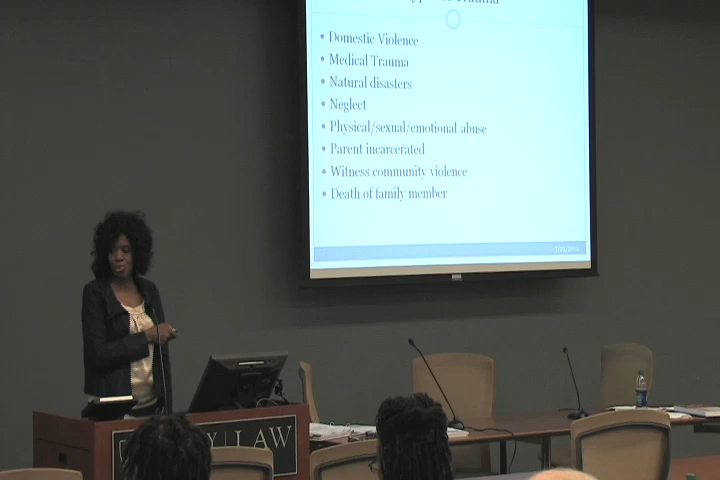 Trauma
• Domestic Violence
• Medical Trauma
• Natural disasters
• Neglect
• Physical/sexual/emotional abuse
• Parent incarcerated
• Witness community violence
• Death of family member
Y | LAW